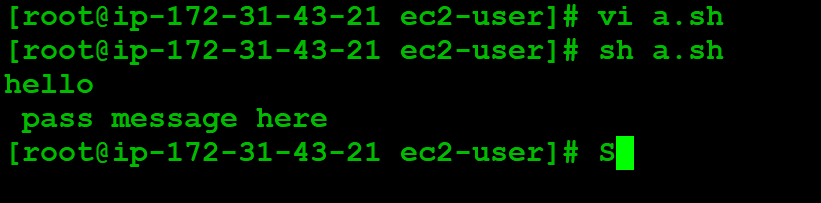 [root@ip-172-31-43-21 ec2-user]# vi a.sh
[root@ip-172-31-43-21 ec2-user]# sh a.sh
hello
 pass message here
[root@ip-172-31-43-21 ec2-user]# S